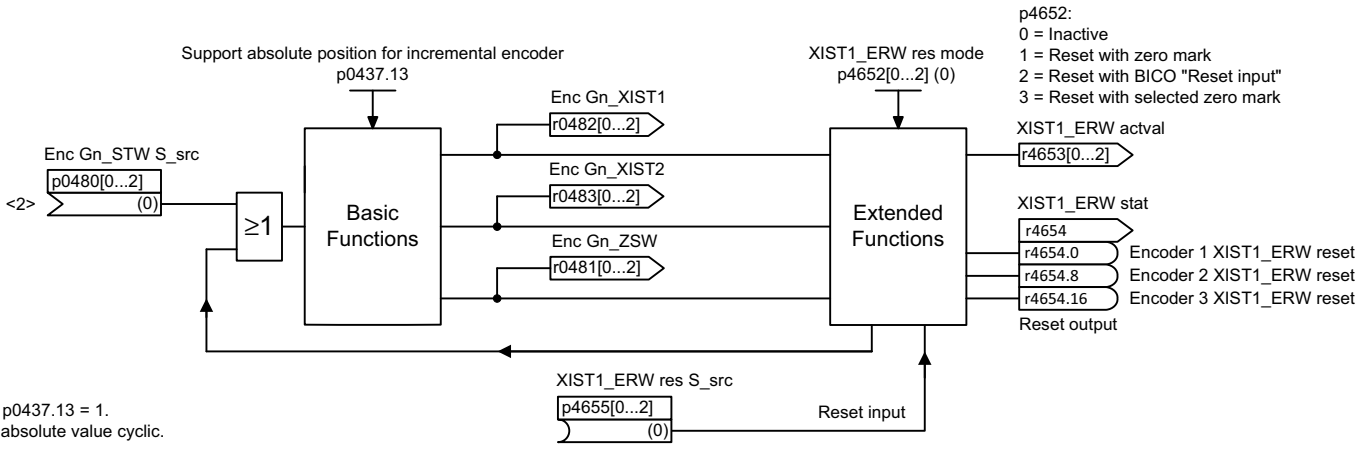 p4652:
0 = Inactive
1 = Reset with zero mark
2 = Reset with BICO "Reset input"
3 = Reset with selected zero mark
Support absolute position for incremental encoder
p0437.13
XIST1_ERW res mode
p4652[0...2] (0)
Enc Gn_XIST1
r0482[0...2]
XIST1_ERW actval
r4653[0...2]
Enc Gn_STW S_src
p0480[0...2]
<2>
(0)
≥1
Basic
Functions
Enc Gn_XIST2
r0483[0...2]
Enc Gn_ZSW
r0481[0...2]
Extended
Functions
XIST1_ERW stat
r4654
r4654.0 Encoder 1 XIST1_ERW reset
r4654.8 Encoder 2 XIST1_ERW reset
r4654.16 Encoder 3 XIST1_ERW reset
Reset output
XIST1_ERW res S_src
p4655[0...2]
(0)
Reset input
p0437.13 = 1.
absolute value cyclic.